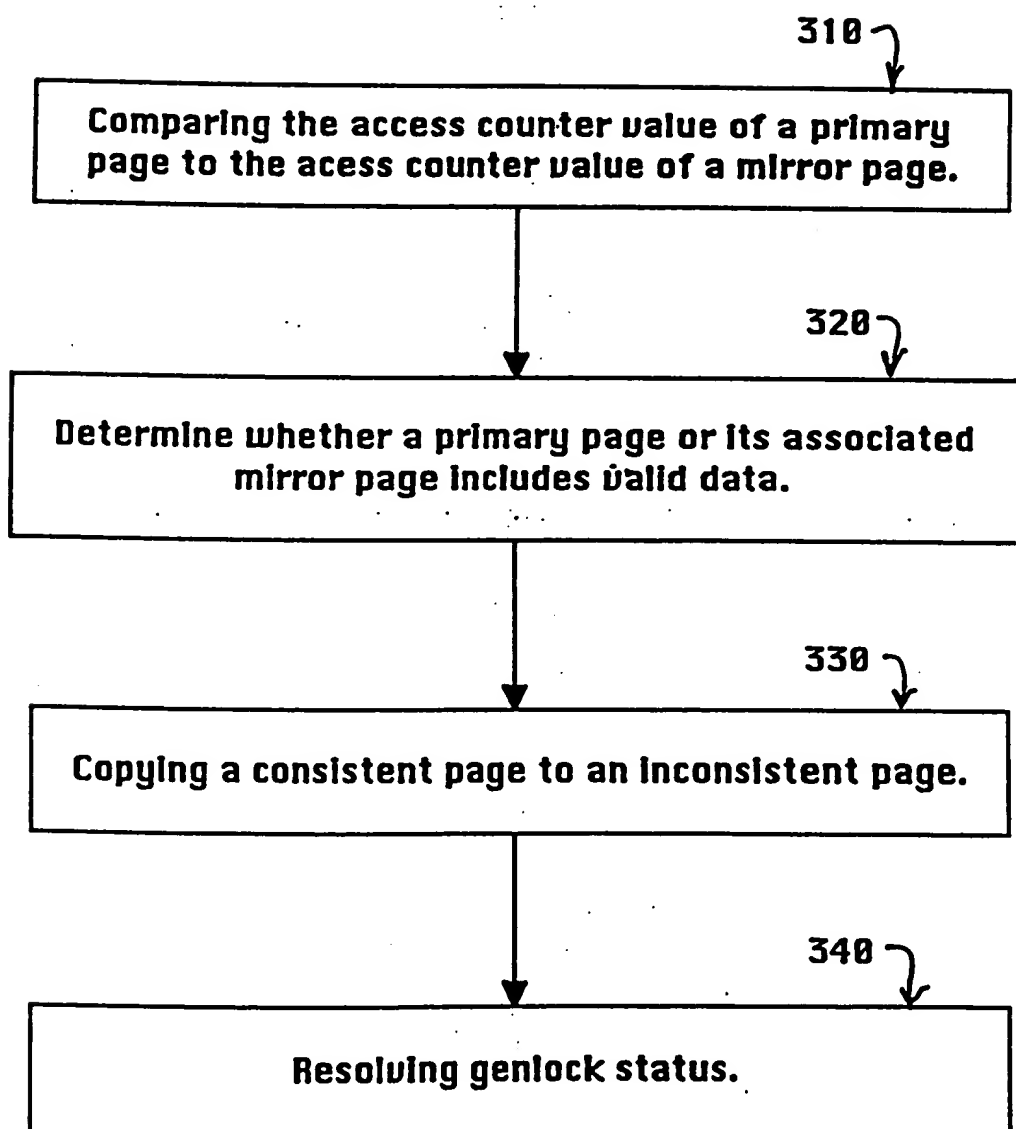 310
Comparing the access counter value of a primary
page to the acess counter value of a mirror page.
320
Determine whether a primary page or its associated
mirror page includes valid data.
330
Copying a consistent page to an inconsistent page.
340
Resolving genlock status.